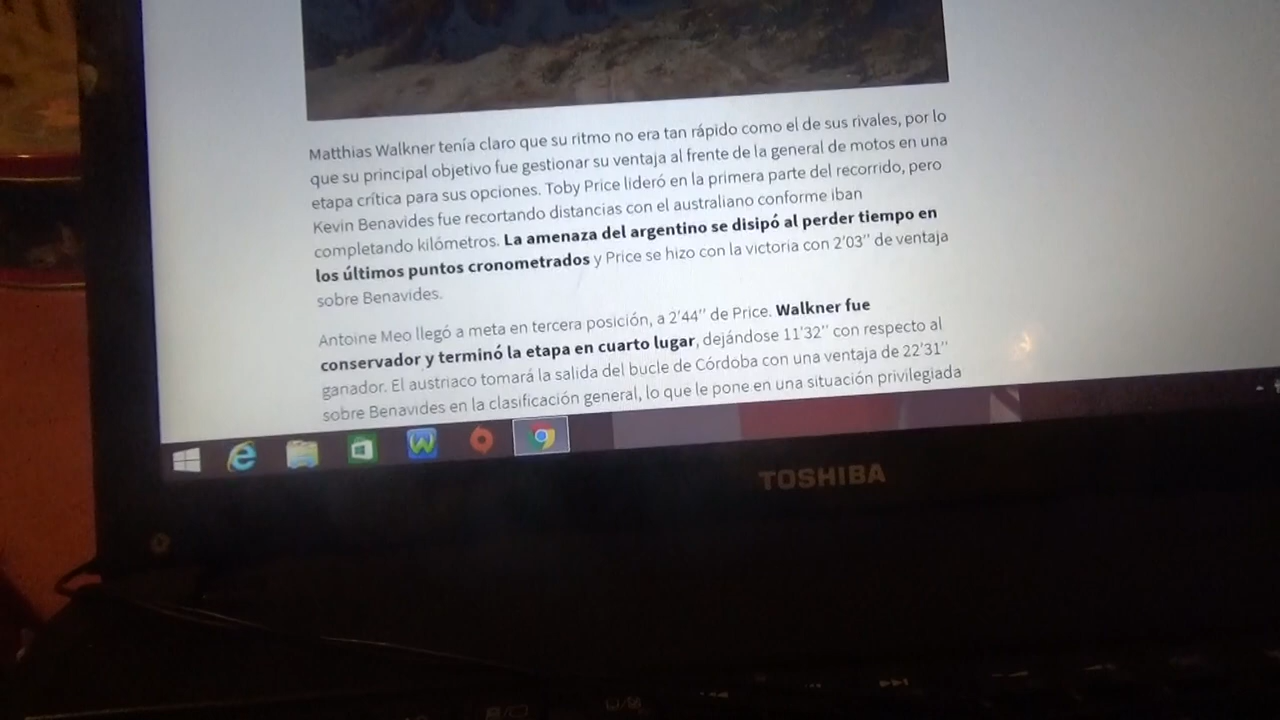 Matthias Walkner tenía claro que su ritmo no era tan rápido como el de sus rivales, por lo
que su principal objetivo fue gestionar su ventaja al frente de la general de motos en una
etapa crítica para sus opciones. Toby Price lideró en la primera parte del recorrido, pero
Kevin Benavides fue recortando distancias con el australiano conforme iban
completando kilómetros. La amenaza del argentino se disipó al perder tiempo en
los últimos puntos cronometrados y Price se hizo con la victoria con 2'03'' de ventaja
sobre Benavides.
Antoine Meo llegó a meta en tercera posición, a 2'44'' de Price. Walkner fue
conservador y terminó la etapa en cuarto lugar, dejándose 11'32'' con respecto al
ganador. El austriaco tomará la salida del bucle de Córdoba con una ventaja de 22'31''
sobre Benavides en la clasificación general, lo que le pone en una situación privilegiada
TOSHIBA